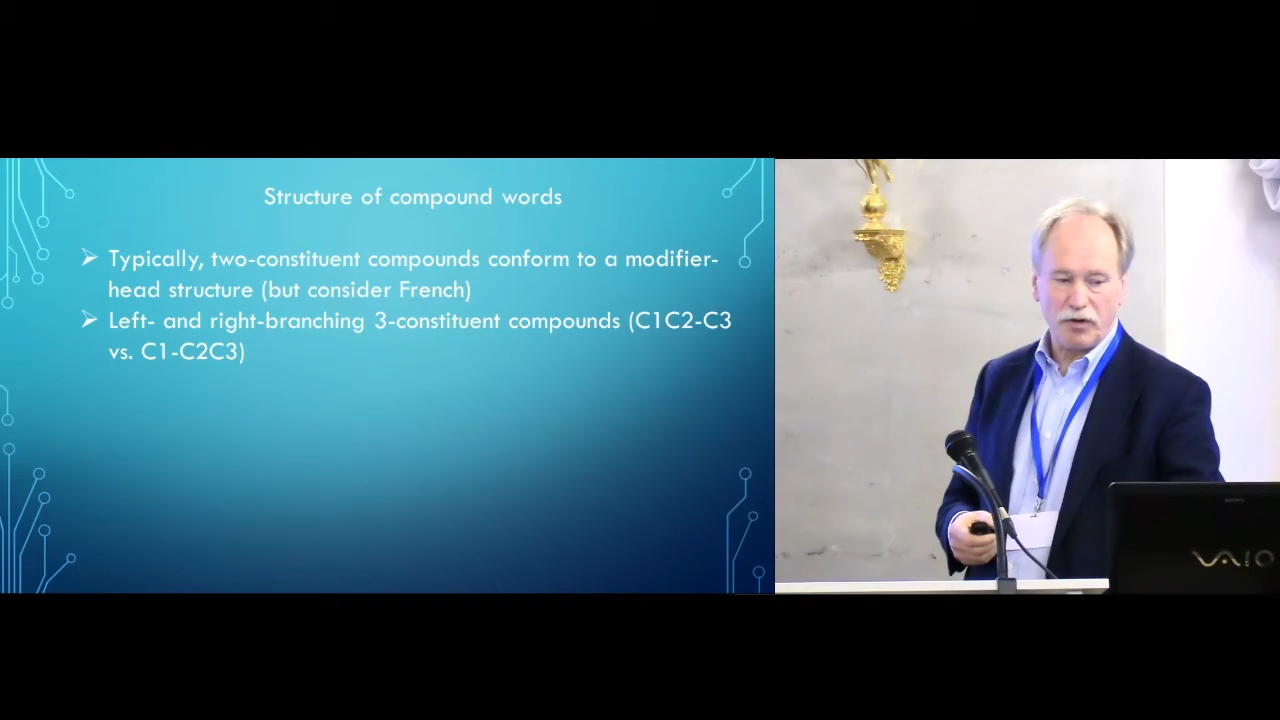 Structure of compound words
Typically, two-constituent compounds conform to a modifier-
head structure (but consider French)
Left- and right-branching 3-constituent compounds (C1C2-C3
vs. C1-C2C3)
SONY
VAIO